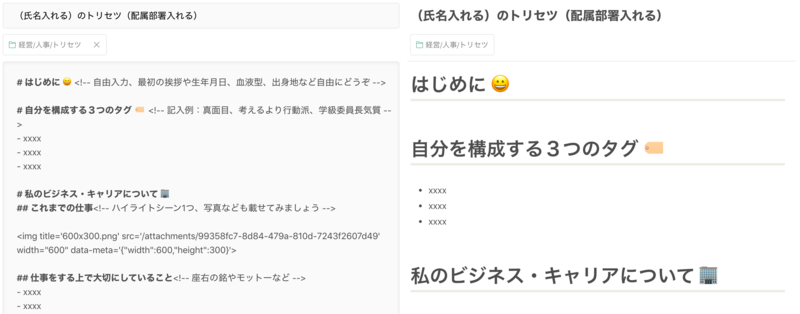 （氏名入れる）のトリセツ（配属部署入れる）
経営/人事/トリセツ ×
# はじめに 😀 <!-- 自由入力、最初の挨拶や生年月日、血液型、出身地など自由にどうぞ -->
# 自分を構成する３つのタグ 🏷️ <!-- 記入例：真面目、考えるより行動派、学級委員長気質 --
>
- xxxx
- xxxx
- xxxx
# 私のビジネス・キャリアについて 🏢
## これまでの仕事<!-- ハイライトシーン1つ、写真なども載せてみましょう -->
<img title='600x300.png' src='/attachments/99358fc7-8d84-479a-810d-7243f2607d49'
width="600" data-meta='{"width":600,"height":300}'>
## 仕事をする上で大切にしていること<!-- 座右の銘やモットーなど -->
- xxxx
- xxxx
（氏名入れる）のトリセツ（配属部署入れる）
経営/人事/トリセツ
はじめに 😀
自分を構成する３つのタグ 🏷️
• xxxx
• xxxx
• xxxx
私のビジネス・キャリアについて 🏢